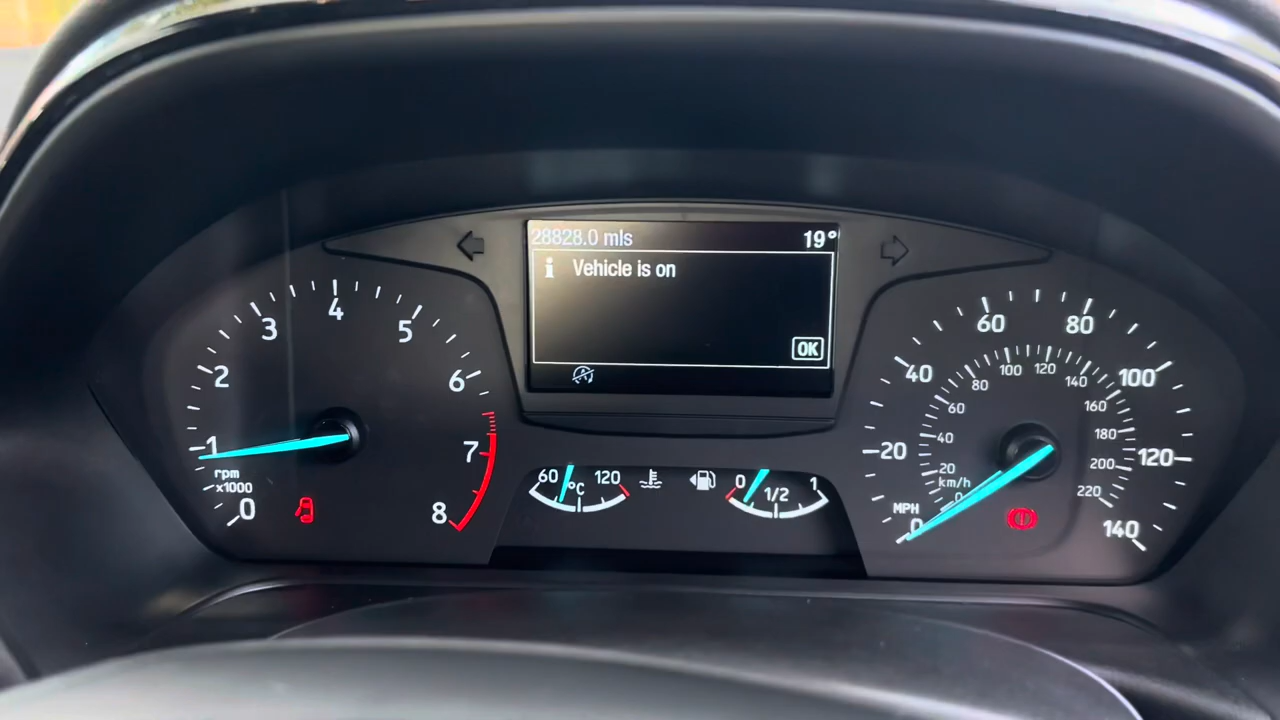 28828.0 mls 19°
i Vehicle is on
OK
0 1 2 3 4 5 6 7 8
rpm
x1000
60 °C 120
0 1/2 1
0 20 40 60 80 100 120 140
MPH
0 20 40 60 80 100 120 140 160 180 200 220
km/h